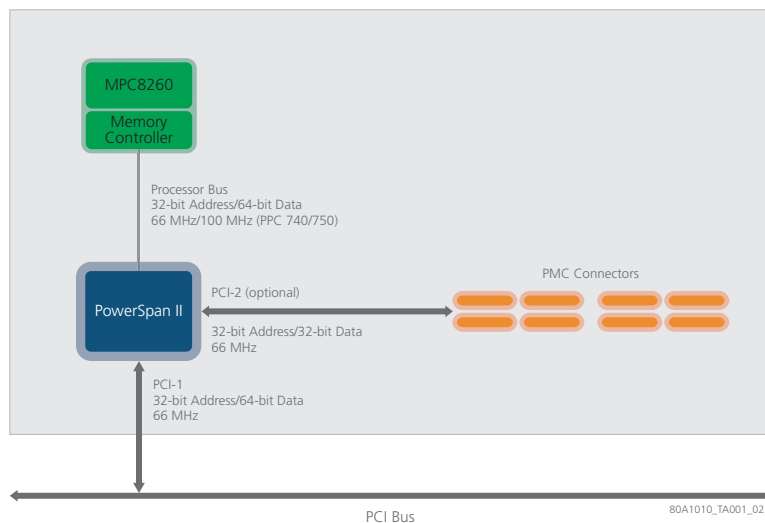 MPC8260
Memory
Controller
Processor Bus
32-bit Address/64-bit Data
66 MHz/100 MHz (PPC 740/750)
PowerSpan II
PCI-2 (optional)
32-bit Address/32-bit Data
66 MHz
PMC Connectors
PCI-1
32-bit Address/64-bit Data
66 MHz
PCI Bus
80A1010_TA001_02